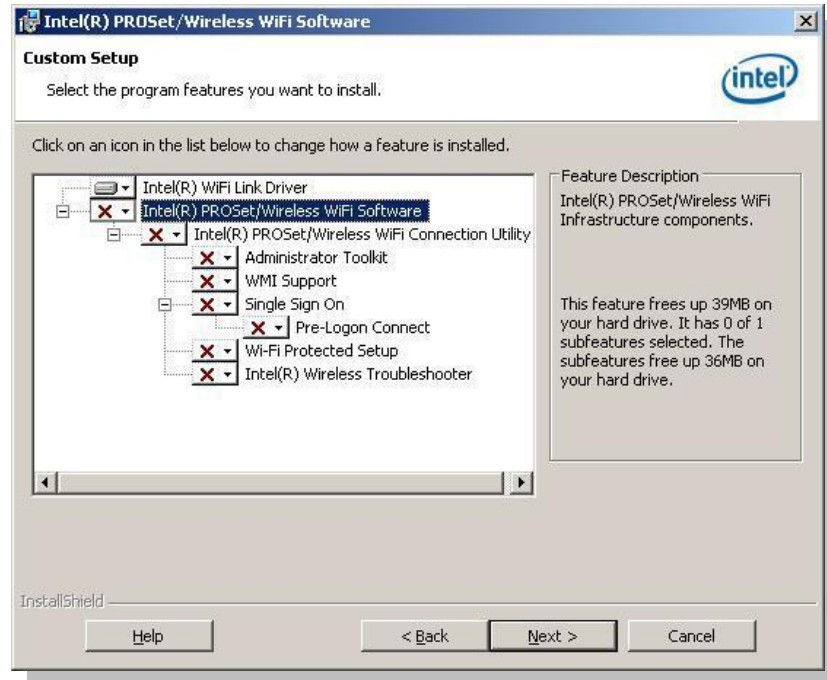 Intel(R) PROSet/Wireless WiFi Software
Custom Setup
Select the program features you want to install.
intel
Click on an icon in the list below to change how a feature is installed.
Intel(R) WiFi Link Driver
Intel(R) PROSet/Wireless WiFi Software
Intel(R) PROSet/Wireless WiFi Connection Utility
Administrator Toolkit
WMI Support
Single Sign On
Pre-Logon Connect
Wi-Fi Protected Setup
Intel(R) Wireless Troubleshooter
Feature Description
Intel(R) PROSet/Wireless WiFi
Infrastructure components.
This feature frees up 39MB on
your hard drive. It has 0 of 1
subfeatures selected. The
subfeatures free up 36MB on
your hard drive.
InstallShield
Help
< Back
Next >
Cancel